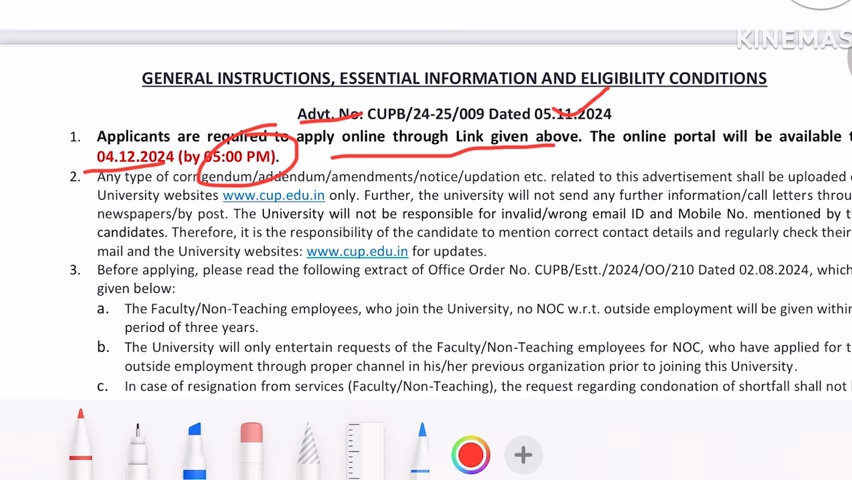 KINEMAS
GENERAL INSTRUCTIONS, ESSENTIAL INFORMATION AND ELIGIBILITY CONDITIONS
Advt. No: CUPB/24-25/009 Dated 05.11.2024
1. Applicants are required to apply online through Link given above. The online portal will be available t
04.12.2024 (by 05:00 PM).
2. Any type of corrigendum/addendum/amendments/notice/updation etc. related to this advertisement shall be uploaded
University websites www.cup.edu.in only. Further, the university will not send any further information/call letters throu
newspapers/by post. The University will not be responsible for invalid/wrong email ID and Mobile No. mentioned by t
candidates. Therefore, it is the responsibility of the candidate to mention correct contact details and regularly check their
mail and the University websites: www.cup.edu.in for updates.
3. Before applying, please read the following extract of Office Order No. CUPB/Estt./2024/OO/210 Dated 02.08.2024, which
given below:
a. The Faculty/Non-Teaching employees, who join the University, no NOC w.r.t. outside employment will be given within
period of three years.
b. The University will only entertain requests of the Faculty/Non-Teaching employees for NOC, who have applied for t
outside employment through proper channel in his/her previous organization prior to joining this University.
c. In case of resignation from services (Faculty/Non-Teaching), the request regarding condonation of shortfall shall not